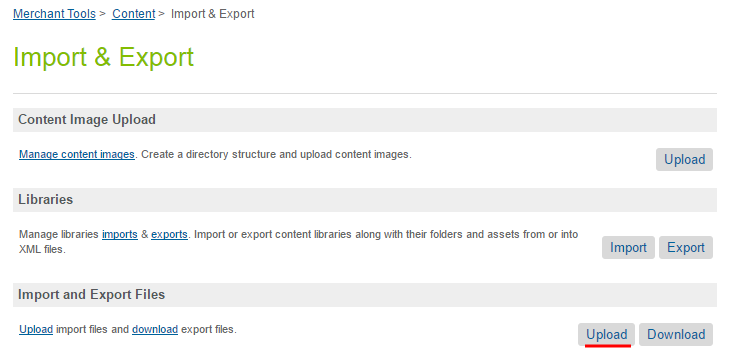 Merchant Tools > Content > Import & Export
Import & Export
Content Image Upload
Manage content images. Create a directory structure and upload content images.
Upload
Libraries
Manage libraries imports & exports. Import or export content libraries along with their folders and assets from or into
XML files.
Import Export
Import and Export Files
Upload import files and download export files.
Upload Download